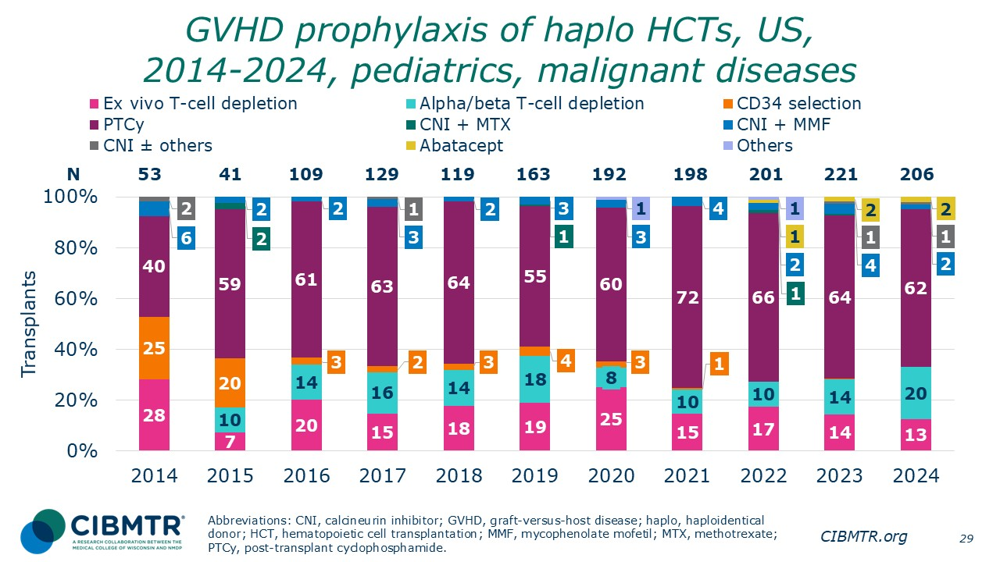 GVHD prophylaxis of haplo HCTs, US,
2014-2024, pediatrics, malignant diseases
Ex vivo T-cell depletion Alpha/beta T-cell depletion CD34 selection
PTCy CNI + MTX CNI + MMF
CNI ± others Abatacept Others
N 53 41 109 129 119 163 192 198 201 221 206
100%
2 2 2 1 2 3 1 4 1 2 2
6 2 3 1 3 1 1 1
80%
2 4 2
40 59 61 63 64 55 60 72 66 64 62
1
60%
Transplants
40%
25 20 3 2 3 4 3 1
14 16 14 18 8 10 10 14 20
20%
28 10 20 15 18 19 25 15 17 14 13
7
0%
2014 2015 2016 2017 2018 2019 2020 2021 2022 2023 2024
CIBMTR®
A RESEARCH COLLABORATION BETWEEN THE
MEDICAL COLLEGE OF WISCONSIN AND NMDP
Abbreviations: CNI, calcineurin inhibitor; GVHD, graft-versus-host disease; haplo, haploidentical
donor; HCT, hematopoietic cell transplantation; MMF, mycophenolate mofetil; MTX, methotrexate;
PTCy, post-transplant cyclophosphamide.
CIBMTR.org 29